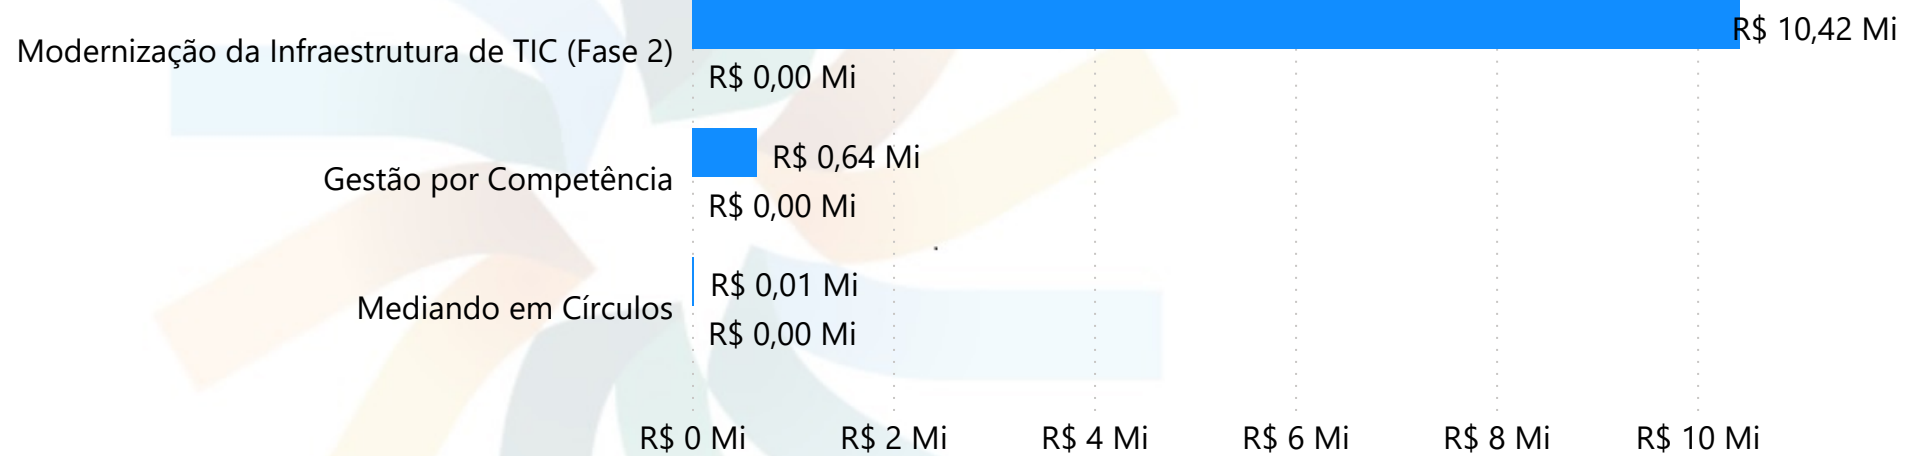 R$ 10,42 Mi
Modernização da Infraestrutura de TIC (Fase 2)
R$ 0,00 Mi
R$ 0,64 Mi
Gestão por Competência
R$ 0,00 Mi
R$ 0,01 Mi
Mediando em Círculos
R$ 0,00 Mi
R$ 0 Mi R$ 2 Mi R$ 4 Mi R$ 6 Mi R$ 8 Mi R$ 10 Mi